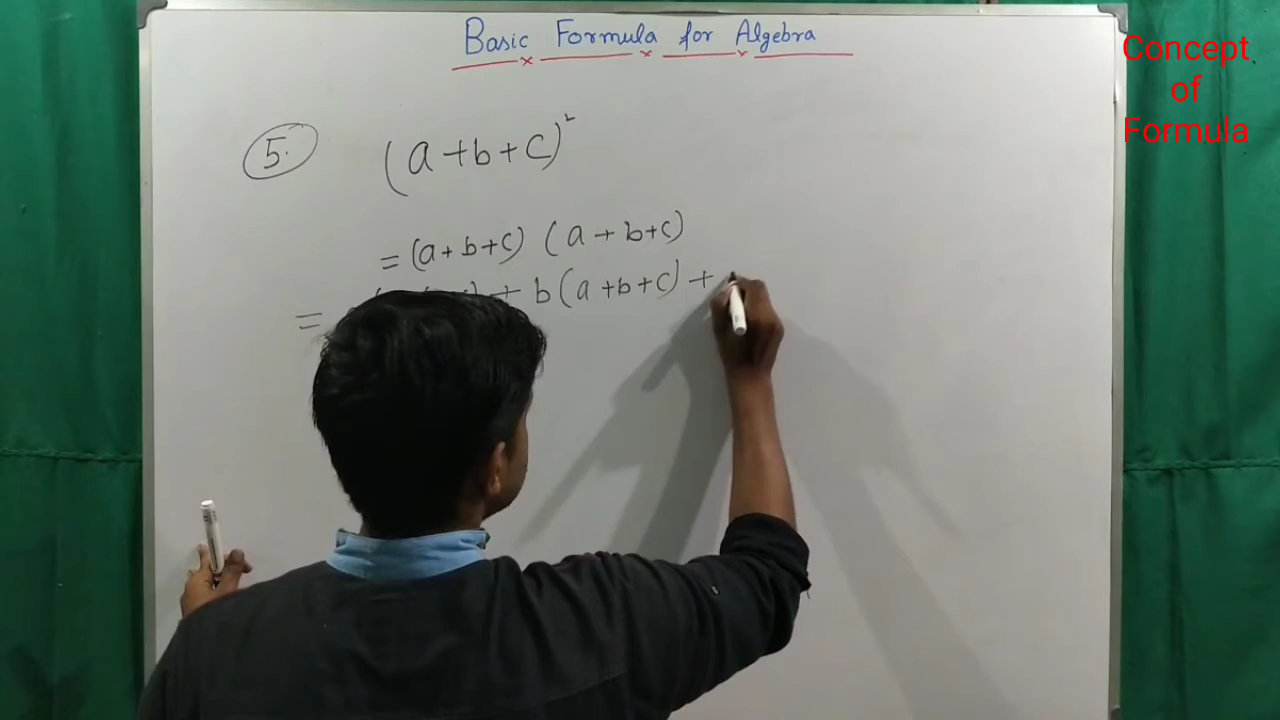 Basic Formula for Algebra
Concept
of
Formula
5. (a+b+c)²
= (a+b+c) (a+b+c)
= + b(a+b+c) +